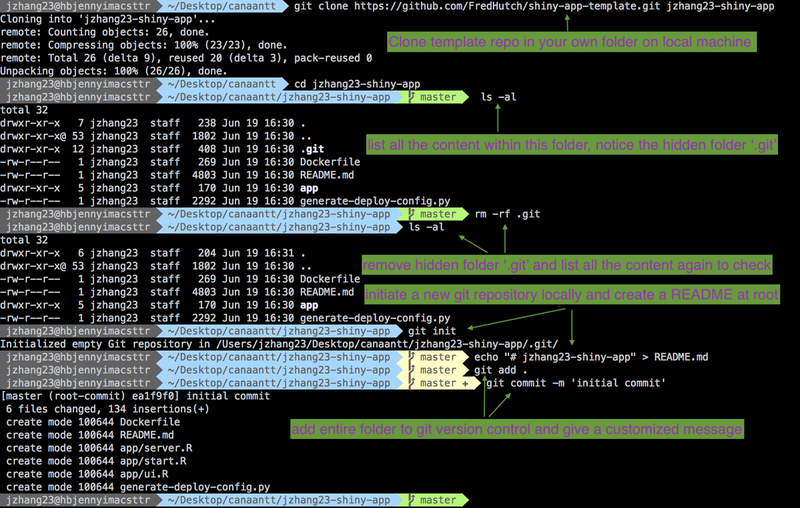 jzhang23@hbjennyimacsttr ~/Desktop/canaantt git clone https://github.com/FredHutch/shiny-app-template.git jzhang23-shiny-app
Cloning into 'jzhang23-shiny-app'...
remote: Counting objects: 26, done.
remote: Compressing objects: 100% (23/23), done.
Clone template repo in your own folder on local machine
remote: Total 26 (delta 9), reused 20 (delta 3), pack-reused 0
Unpacking objects: 100% (26/26), done.
jzhang23@hbjennyimacsttr ~/Desktop/canaantt cd jzhang23-shiny-app
jzhang23@hbjennyimacsttr ~/Desktop/canaantt/jzhang23-shiny-app master ls -al
total 32
drwxr-xr-x 7 jzhang23 staff 238 Jun 19 16:30 .
drwxr-xr-x@ 53 jzhang23 staff 1802 Jun 19 16:30 ..
drwxr-xr-x 12 jzhang23 staff 408 Jun 19 16:30 .git
list all the content within this folder, notice the hidden folder '.git'
-rw-r--r-- 1 jzhang23 staff 269 Jun 19 16:30 Dockerfile
-rw-r--r-- 1 jzhang23 staff 4803 Jun 19 16:30 README.md
drwxr-xr-x 5 jzhang23 staff 170 Jun 19 16:30 app
-rw-r--r-- 1 jzhang23 staff 2292 Jun 19 16:30 generate-deploy-config.py
jzhang23@hbjennyimacsttr ~/Desktop/canaantt/jzhang23-shiny-app master rm -rf .git
jzhang23@hbjennyimacsttr ~/Desktop/canaantt/jzhang23-shiny-app ls -al
total 32
drwxr-xr-x 6 jzhang23 staff 204 Jun 19 16:31 .
drwxr-xr-x@ 53 jzhang23 staff 1802 Jun 19 16:30 ..
remove hidden folder '.git' and list all the content again to check
-rw-r--r-- 1 jzhang23 staff 269 Jun 19 16:30 Dockerfile
-rw-r--r-- 1 jzhang23 staff 4803 Jun 19 16:30 README.md
initiate a new git repository locally and create a README at root
drwxr-xr-x 5 jzhang23 staff 170 Jun 19 16:30 app
-rw-r--r-- 1 jzhang23 staff 2292 Jun 19 16:30 generate-deploy-config.py
jzhang23@hbjennyimacsttr ~/Desktop/canaantt/jzhang23-shiny-app git init
Initialized empty Git repository in /Users/jzhang23/Desktop/canaantt/jzhang23-shiny-app/.git/
jzhang23@hbjennyimacsttr ~/Desktop/canaantt/jzhang23-shiny-app master echo "# jzhang23-shiny-app" > README.md
jzhang23@hbjennyimacsttr ~/Desktop/canaantt/jzhang23-shiny-app master git add .
jzhang23@hbjennyimacsttr ~/Desktop/canaantt/jzhang23-shiny-app master + git commit -m 'initial commit'
[master (root-commit) ea1f9f0] initial commit
6 files changed, 134 insertions(+)
create mode 100644 Dockerfile
add entire folder to git version control and give a customized message
create mode 100644 README.md
create mode 100644 app/server.R
create mode 100644 app/start.R
create mode 100644 app/ui.R
create mode 100644 generate-deploy-config.py
jzhang23@hbjennyimacsttr ~/Desktop/canaantt/jzhang23-shiny-app master